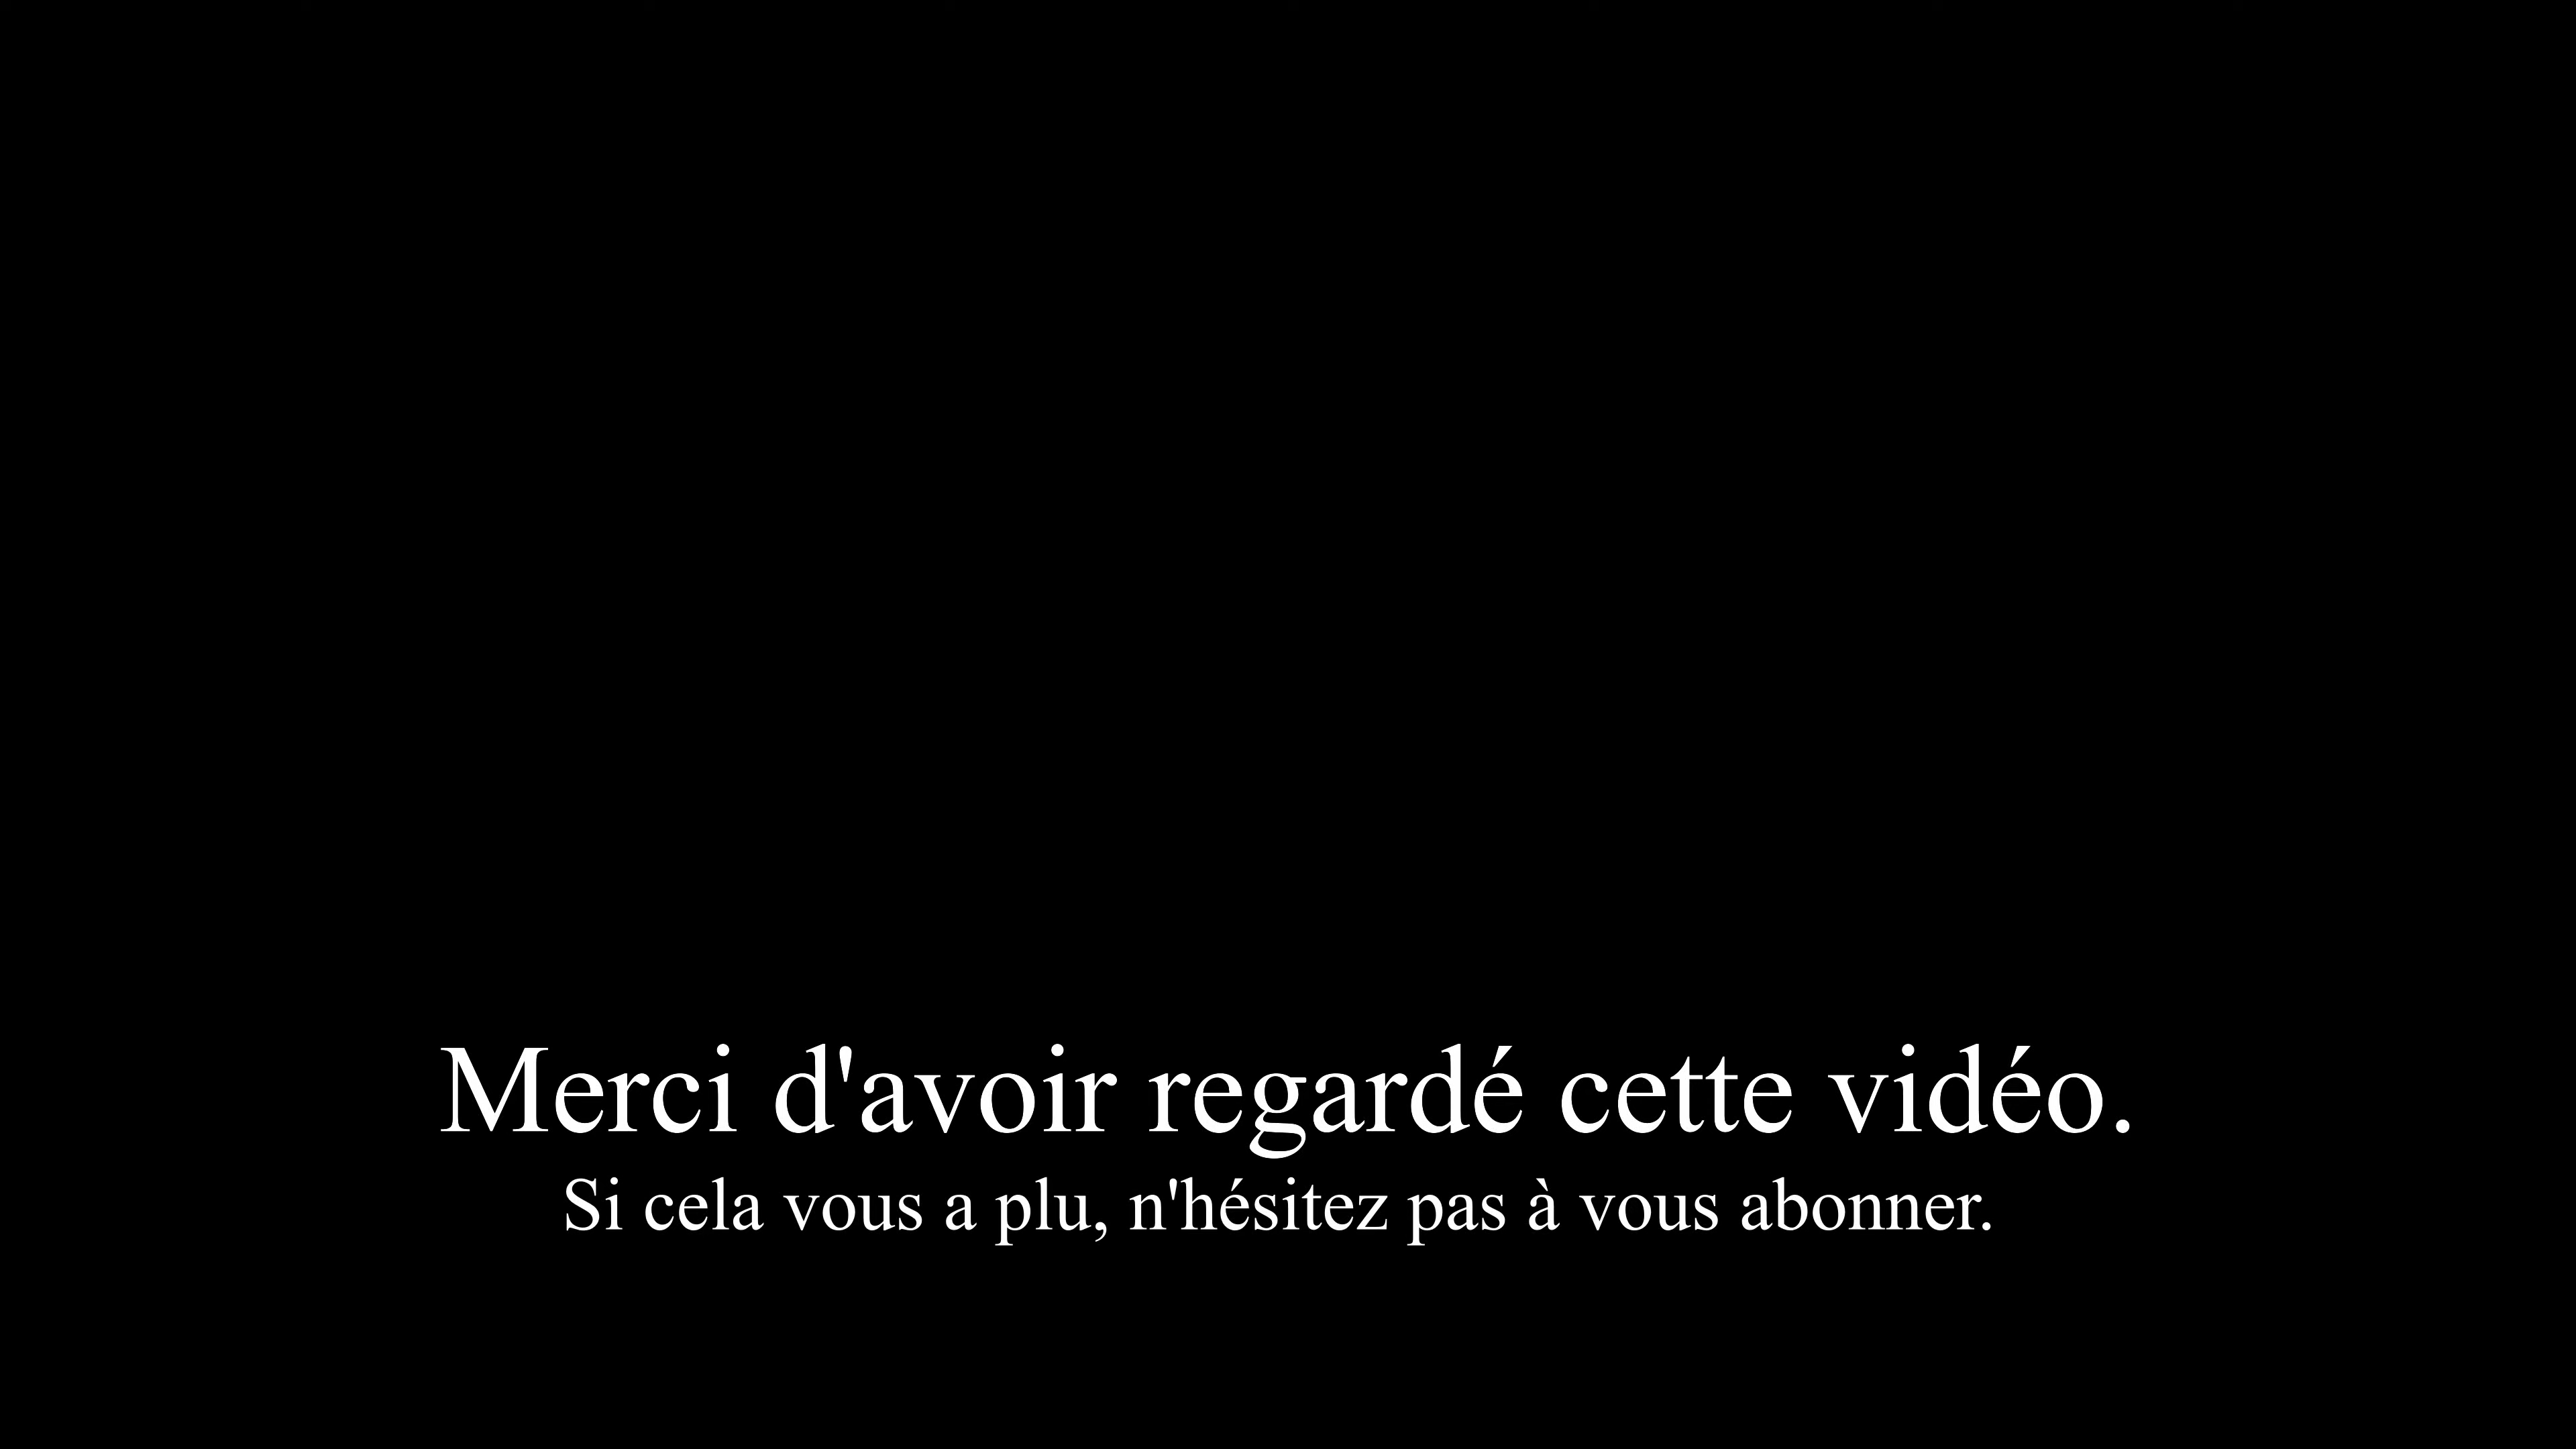 Merci d'avoir regardé cette vidéo.
Si cela vous a plu, n'hésitez pas à vous abonner.